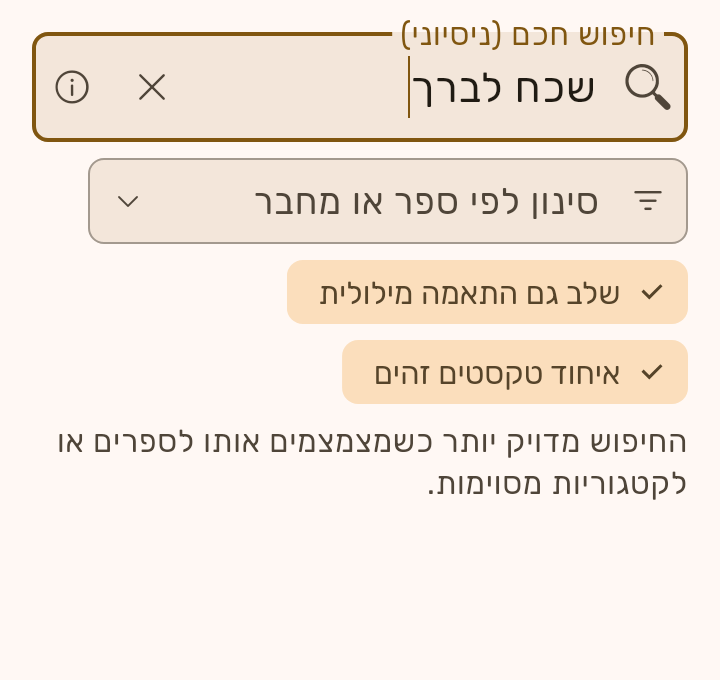 חיפוש חכם (ניסיוני)
שכח לברך
סינון לפי ספר או מחבר
שלב גם התאמה מילולית
איחוד טקסטים זהים
החיפוש מדויק יותר כשמצמצמים אותו לספרים או
לקטגוריות מסוימות.